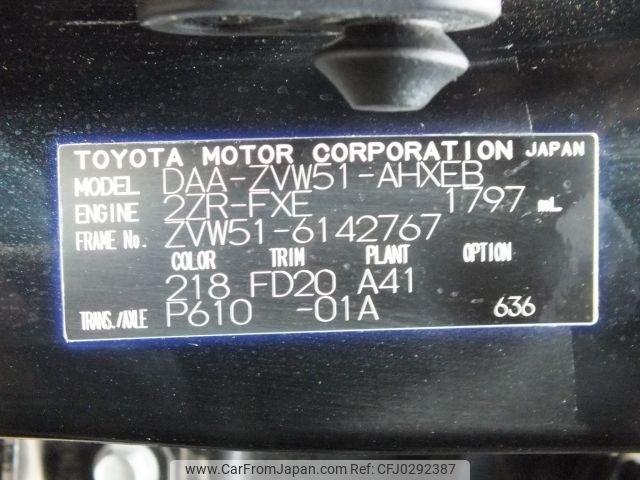 TOYOTA MOTOR CORPORATION JAPAN
MODEL DAA-ZVW51-AHXEB
ENGINE 2ZR-FXE 1797 mL
FRAME No. ZVW51-6142767
COLOR TRIM PLANT OPTION
218 FD20 A41
TRANS./AXLE P610 -01A 636
www.CarFromJapan.com - Ref:CFJ0292387